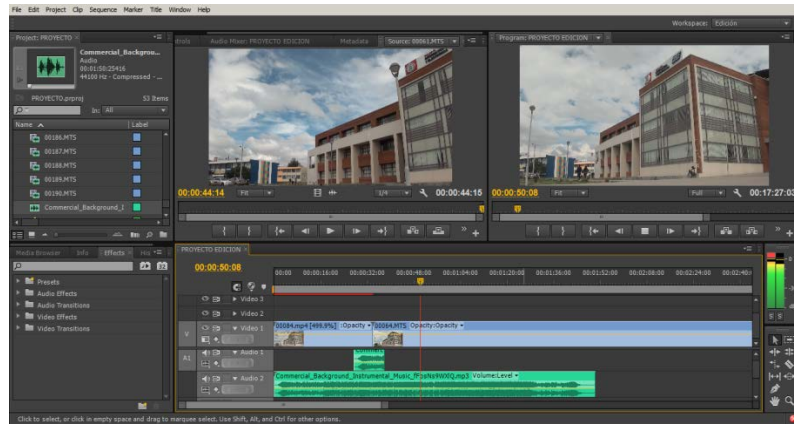 File Edit Project Clip Sequence Marker Title Window Help
Workspace: Edición
Project: PROYECTO
Commercial_Backgrou...
Audio
00:01:50:25416
44100 Hz - Compressed - ...
PROYECTO.prproj 53 Items
In: All
Name Label
00186.MTS
00187.MTS
00188.MTS
00189.MTS
00190.MTS
Commercial_Background_I
trols Audio Mixer: PROYECTO EDICION Metadata Source: 00061.MTS
00:00:44:14 Fit 1/4 00:00:44:15
Program: PROYECTO EDICION
00:00:50:08 Fit Full 00:17:27:03
Media Browser Info Effects
Presets
Audio Effects
Audio Transitions
Video Effects
Video Transitions
PROYECTO EDICION
00:00:50:08
00:00 00:00:16:00 00:00:32:00 00:00:48:00 00:01:04:00 00:01:20:00 00:01:36:00 00:01:52:00 00:02:08:00 00:02:24:00 00:02:40:0
Video 3
Video 2
V Video 1
00084.mp4 [499.8%] :Opacity 00064.MTS Opacity:Opacity
A1 Audio 1
Audio 2
Volume:Level
S S
Click to select, or click in empty space and drag to marquee select. Use Shift, Alt, and Ctrl for other options.